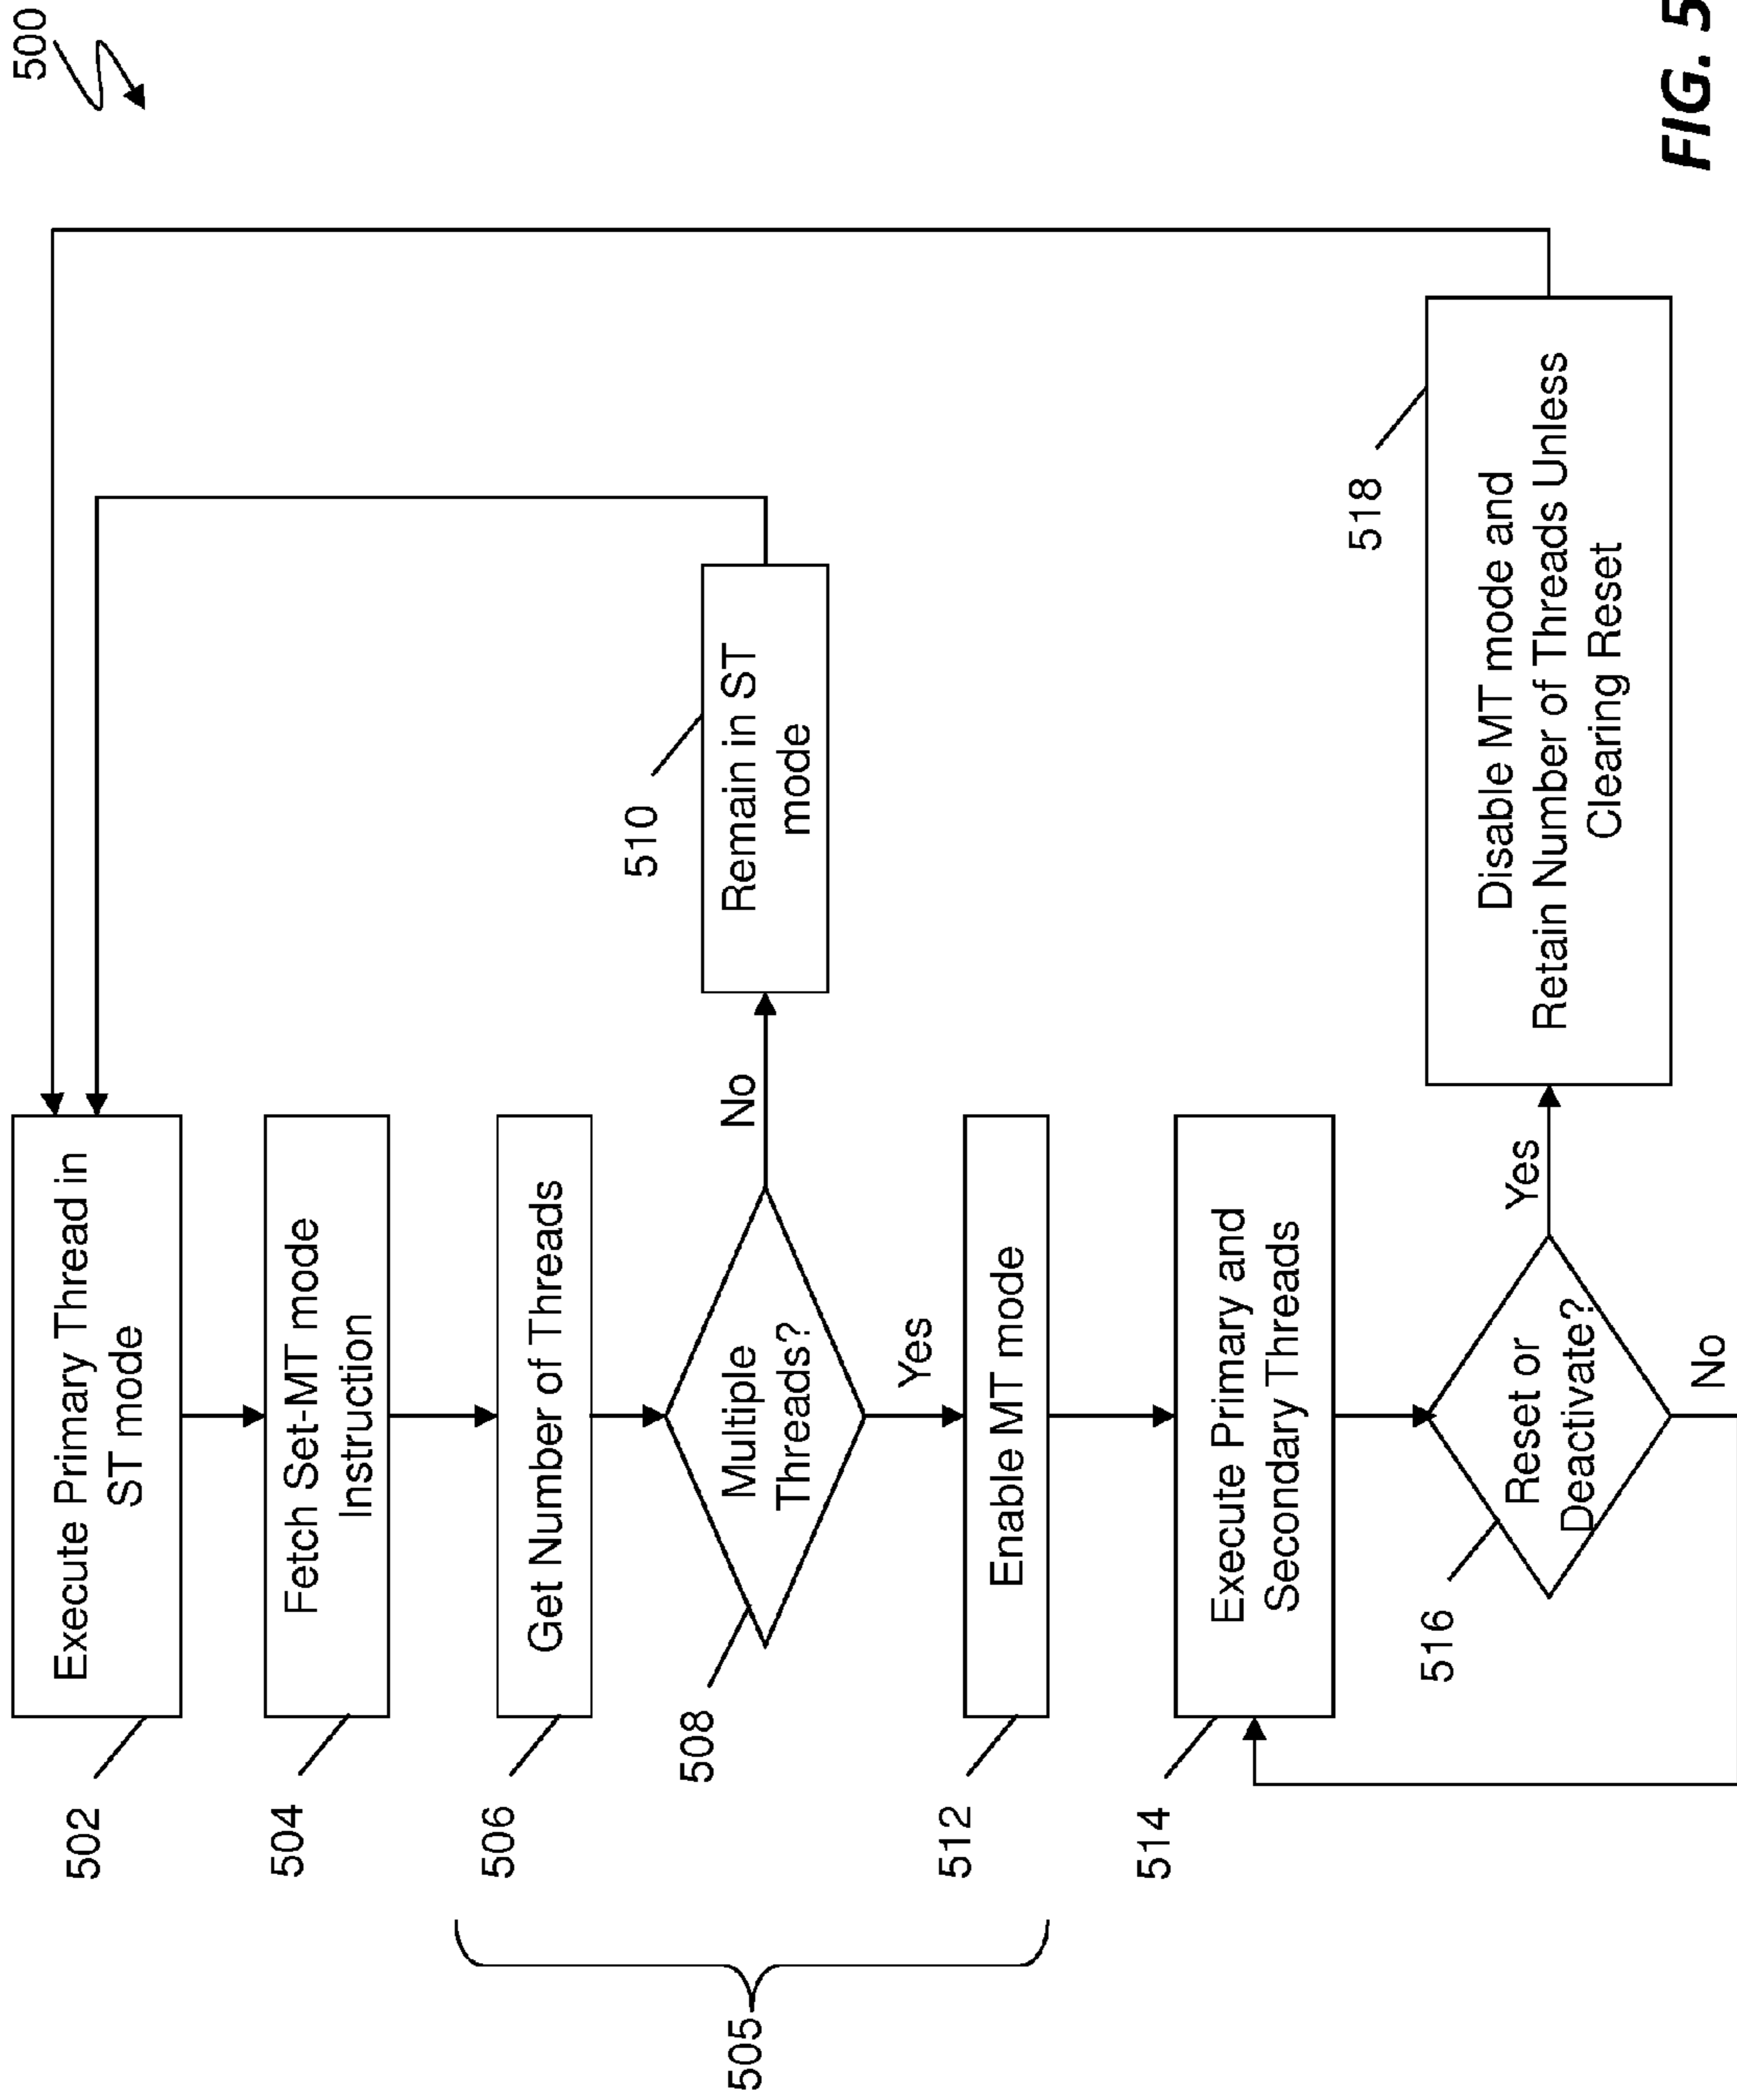 500
Execute Primary Thread in
ST mode
502
Fetch Set-MT mode
Instruction
504
505
Get Number of Threads
506
Multiple
Threads?
508
No
Remain in ST
mode
510
Yes
Enable MT mode
512
Execute Primary and
Secondary Threads
514
Reset or
Deactivate?
516
Yes
Disable MT mode and
Retain Number of Threads Unless
Clearing Reset
518
No
FIG. 5